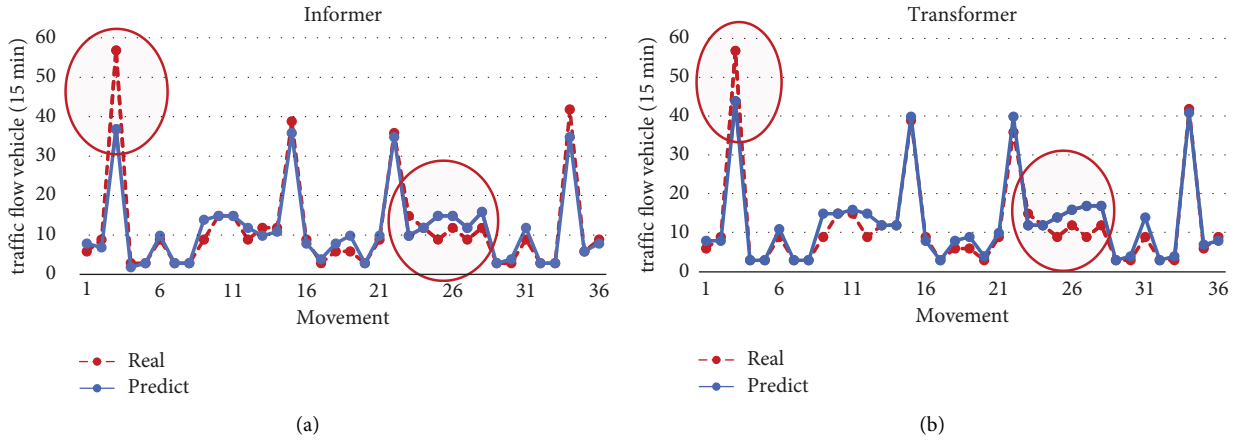 Informer
60
50
40
30
20
10
0
traffic flow vehicle (15 min)
1 6 11 16 21 26 31 36
Movement
Real
Predict
(a)
Transformer
60
50
40
30
20
10
0
traffic flow vehicle (15 min)
1 6 11 16 21 26 31 36
Movement
Real
Predict
(b)